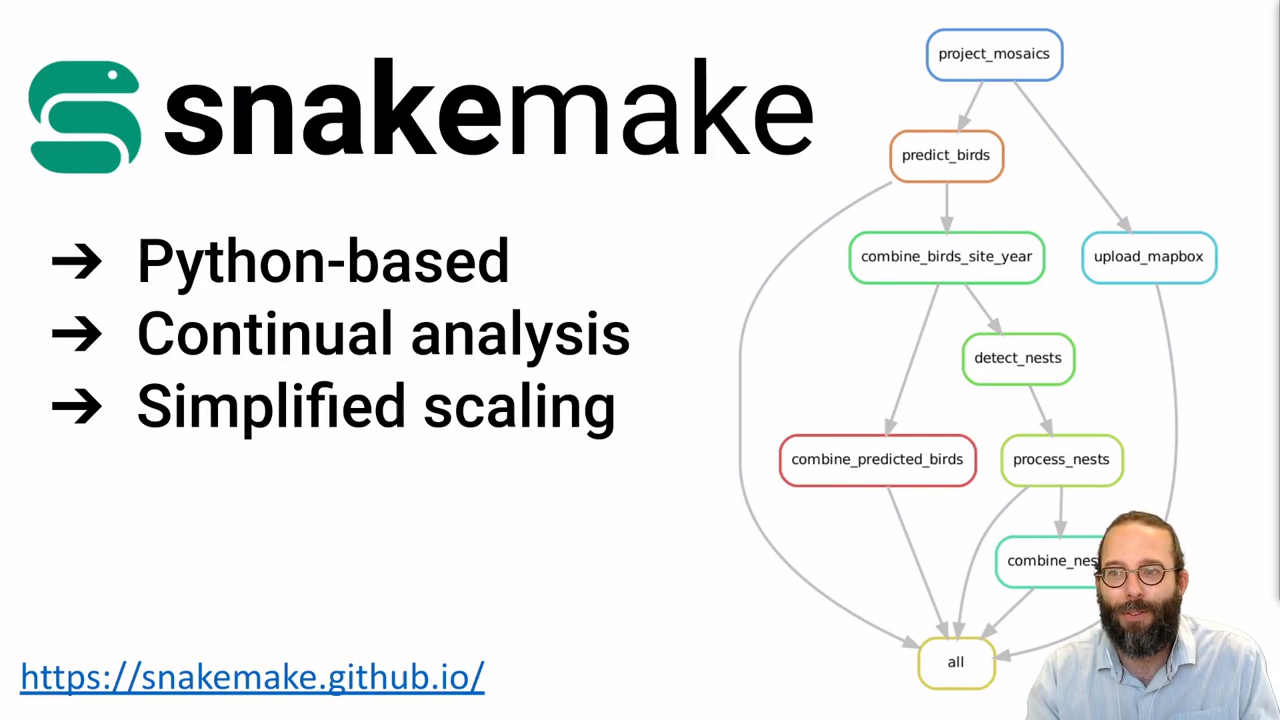 snakemake
➔ Python-based
➔ Continual analysis
➔ Simplified scaling
https://snakemake.github.io/
project_mosaics
predict_birds
combine_birds_site_year
upload_mapbox
detect_nests
combine_predicted_birds
process_nests
all